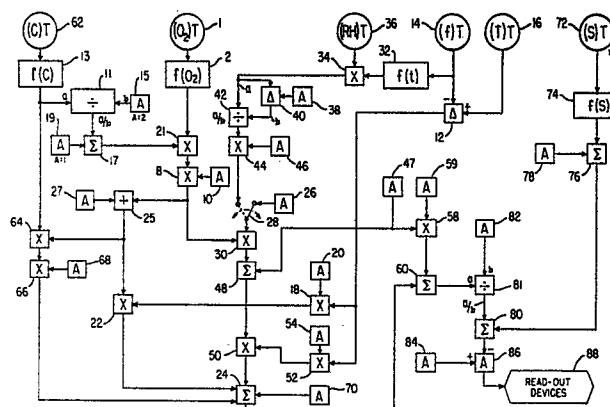 (C)T 62 (O₂)T 1 (RH)T 36 14 (f)T (T)T 16 72 (S)T
13 f(C) 2 f(O₂) 34 X 32 f(t)
11 ÷ a b 15 A A=2 a 42 ÷ a/b b Δ 40 A 38 - Δ + 12 74 f(S)
19 A A=1 a/b Σ 17 21 X X 44 A 46 47 59 A 78 Σ 76
8 X A 10 A 26 A A 82 A
27 A + 25 28 X 58 b
64 X 30 X 20 A 60 Σ a ÷ 81
66 X A 68 48 Σ 18 X a/b
22 X 54 A Σ 80
50 X X 52 84 A + A - 86 88
24 Σ A 70 READ-OUT
DEVICES